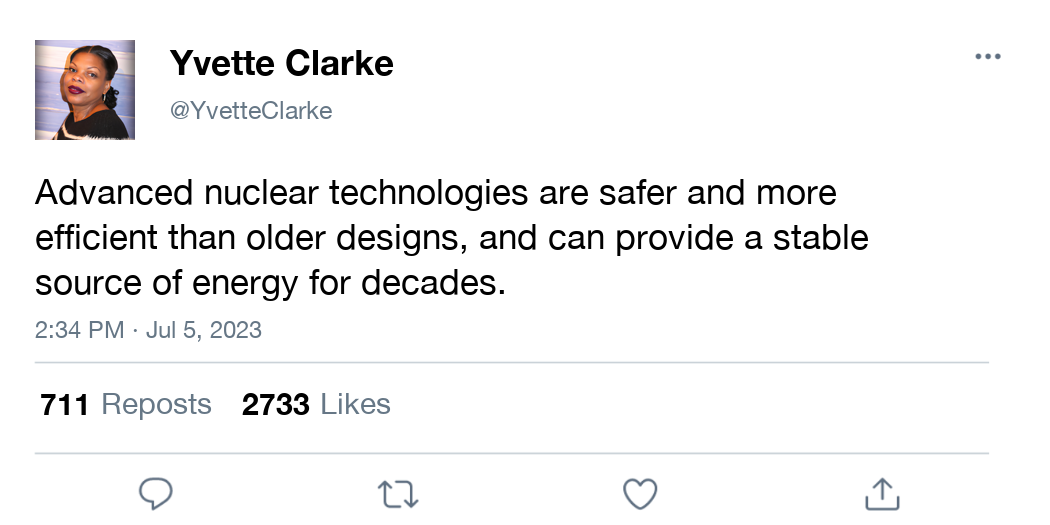 Yvette Clarke
@YvetteClarke
Advanced nuclear technologies are safer and more
efficient than older designs, and can provide a stable
source of energy for decades.
2:34 PM · Jul 5, 2023
711 Reposts 2733 Likes